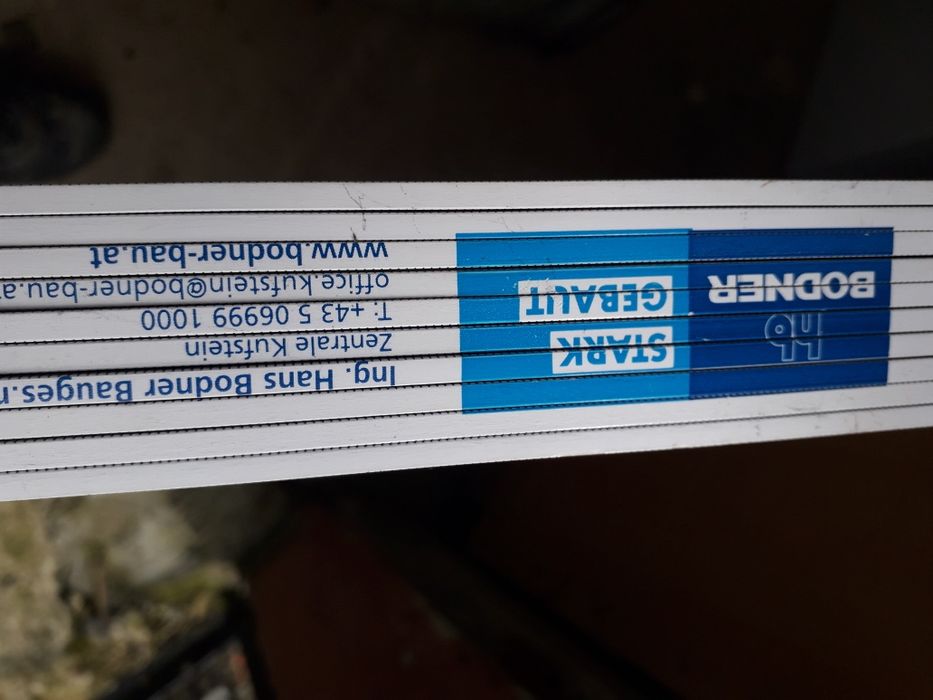 hb
BODNER
STARK
GEBAUT
Ing. Hans Bodner Bauges.
Zentrale Kufstein
T: +43 5 06999 1000
office.kufstein@bodner-bau.a
www.bodner-bau.at